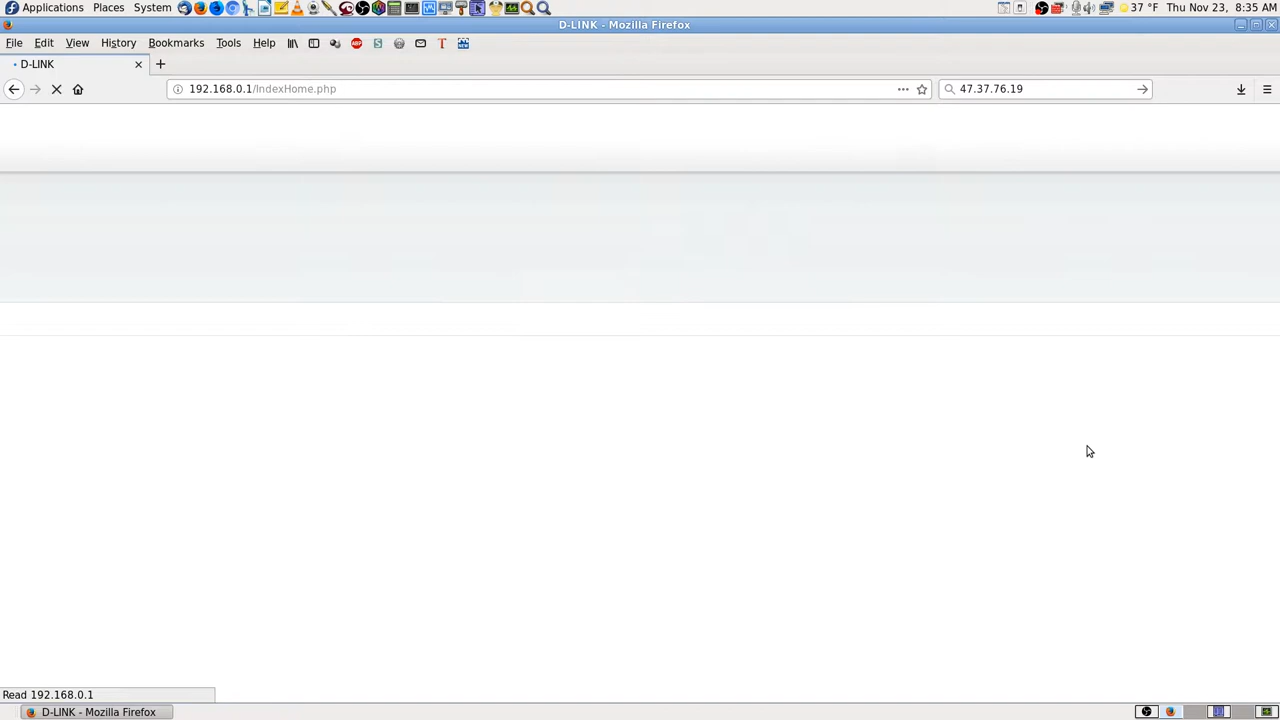 Applications Places System 37 °F Thu Nov 23, 8:35 AM
D-LINK - Mozilla Firefox
File Edit View History Bookmarks Tools Help
D-LINK
192.168.0.1/IndexHome.php 47.37.76.19
Read 192.168.0.1
D-LINK - Mozilla Firefox